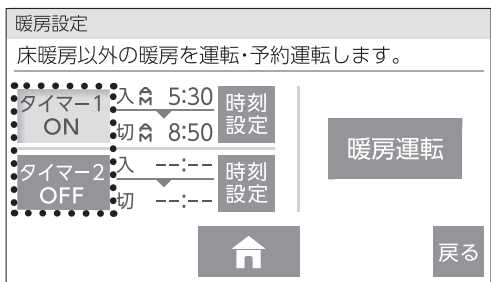 暖房設定
床暖房以外の暖房を運転･予約運転します。
タイマー1
ON
入 AM 5:30
切 AM 8:50
時刻
設定
タイマー2
OFF
入 --:--
切 --:--
時刻
設定
暖房運転
戻る